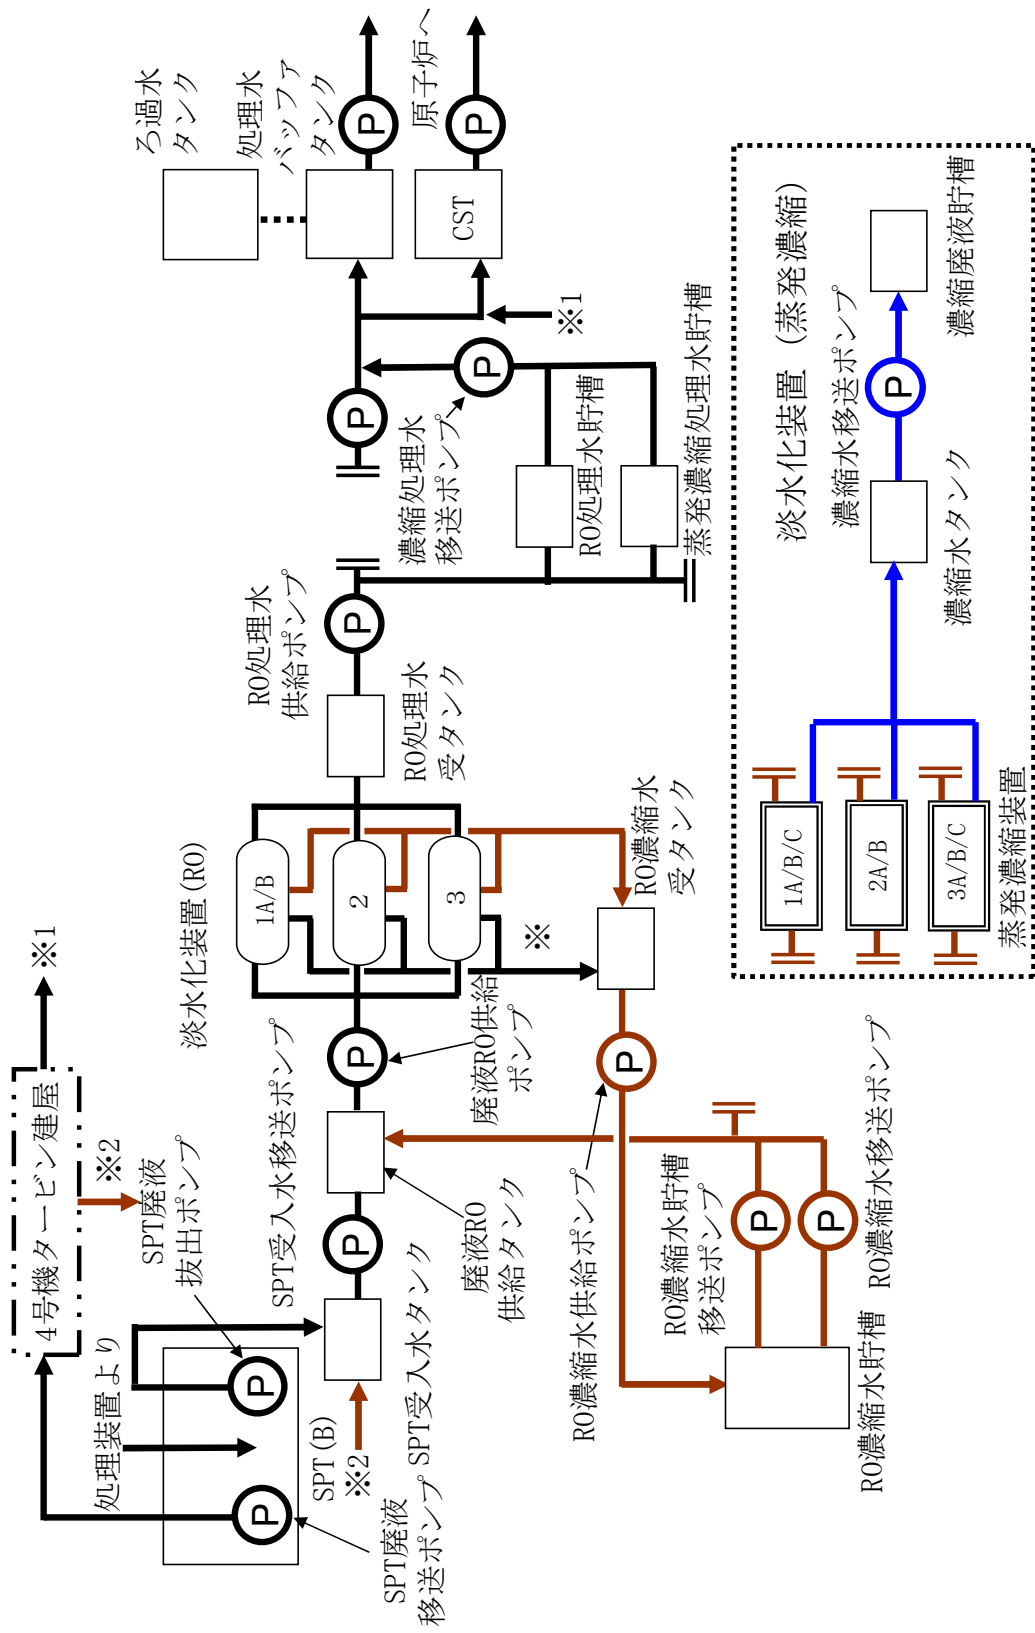 ろ過水
タンク
処理水
バッファ
タンク
原子炉へ
P
P
CST
※1
P
P
濃縮処理水
移送ポンプ
RO処理水貯槽
蒸発濃縮処理水貯槽
RO処理水
供給ポンプ
P
RO処理水
受タンク
淡水化装置(RO)
1A/B
2
3
RO濃縮水
受タンク
※
P
廃液RO供給
ポンプ
SPT受入水移送ポンプ
P
廃液RO
供給タンク
SPT受入水タンク
※1
4号機タービン建屋
※2
SPT廃液
抜出ポンプ
処理装置より
P
P
SPT(B)
※2
SPT廃液
移送ポンプ
P
RO濃縮水供給ポンプ
RO濃縮水貯槽
移送ポンプ
P
P
RO濃縮水移送ポンプ
RO濃縮水貯槽
淡水化装置(蒸発濃縮)
濃縮水移送ポンプ
P
濃縮廃液貯槽
濃縮水タンク
1A/B/C
2A/B
3A/B/C
蒸発濃縮装置